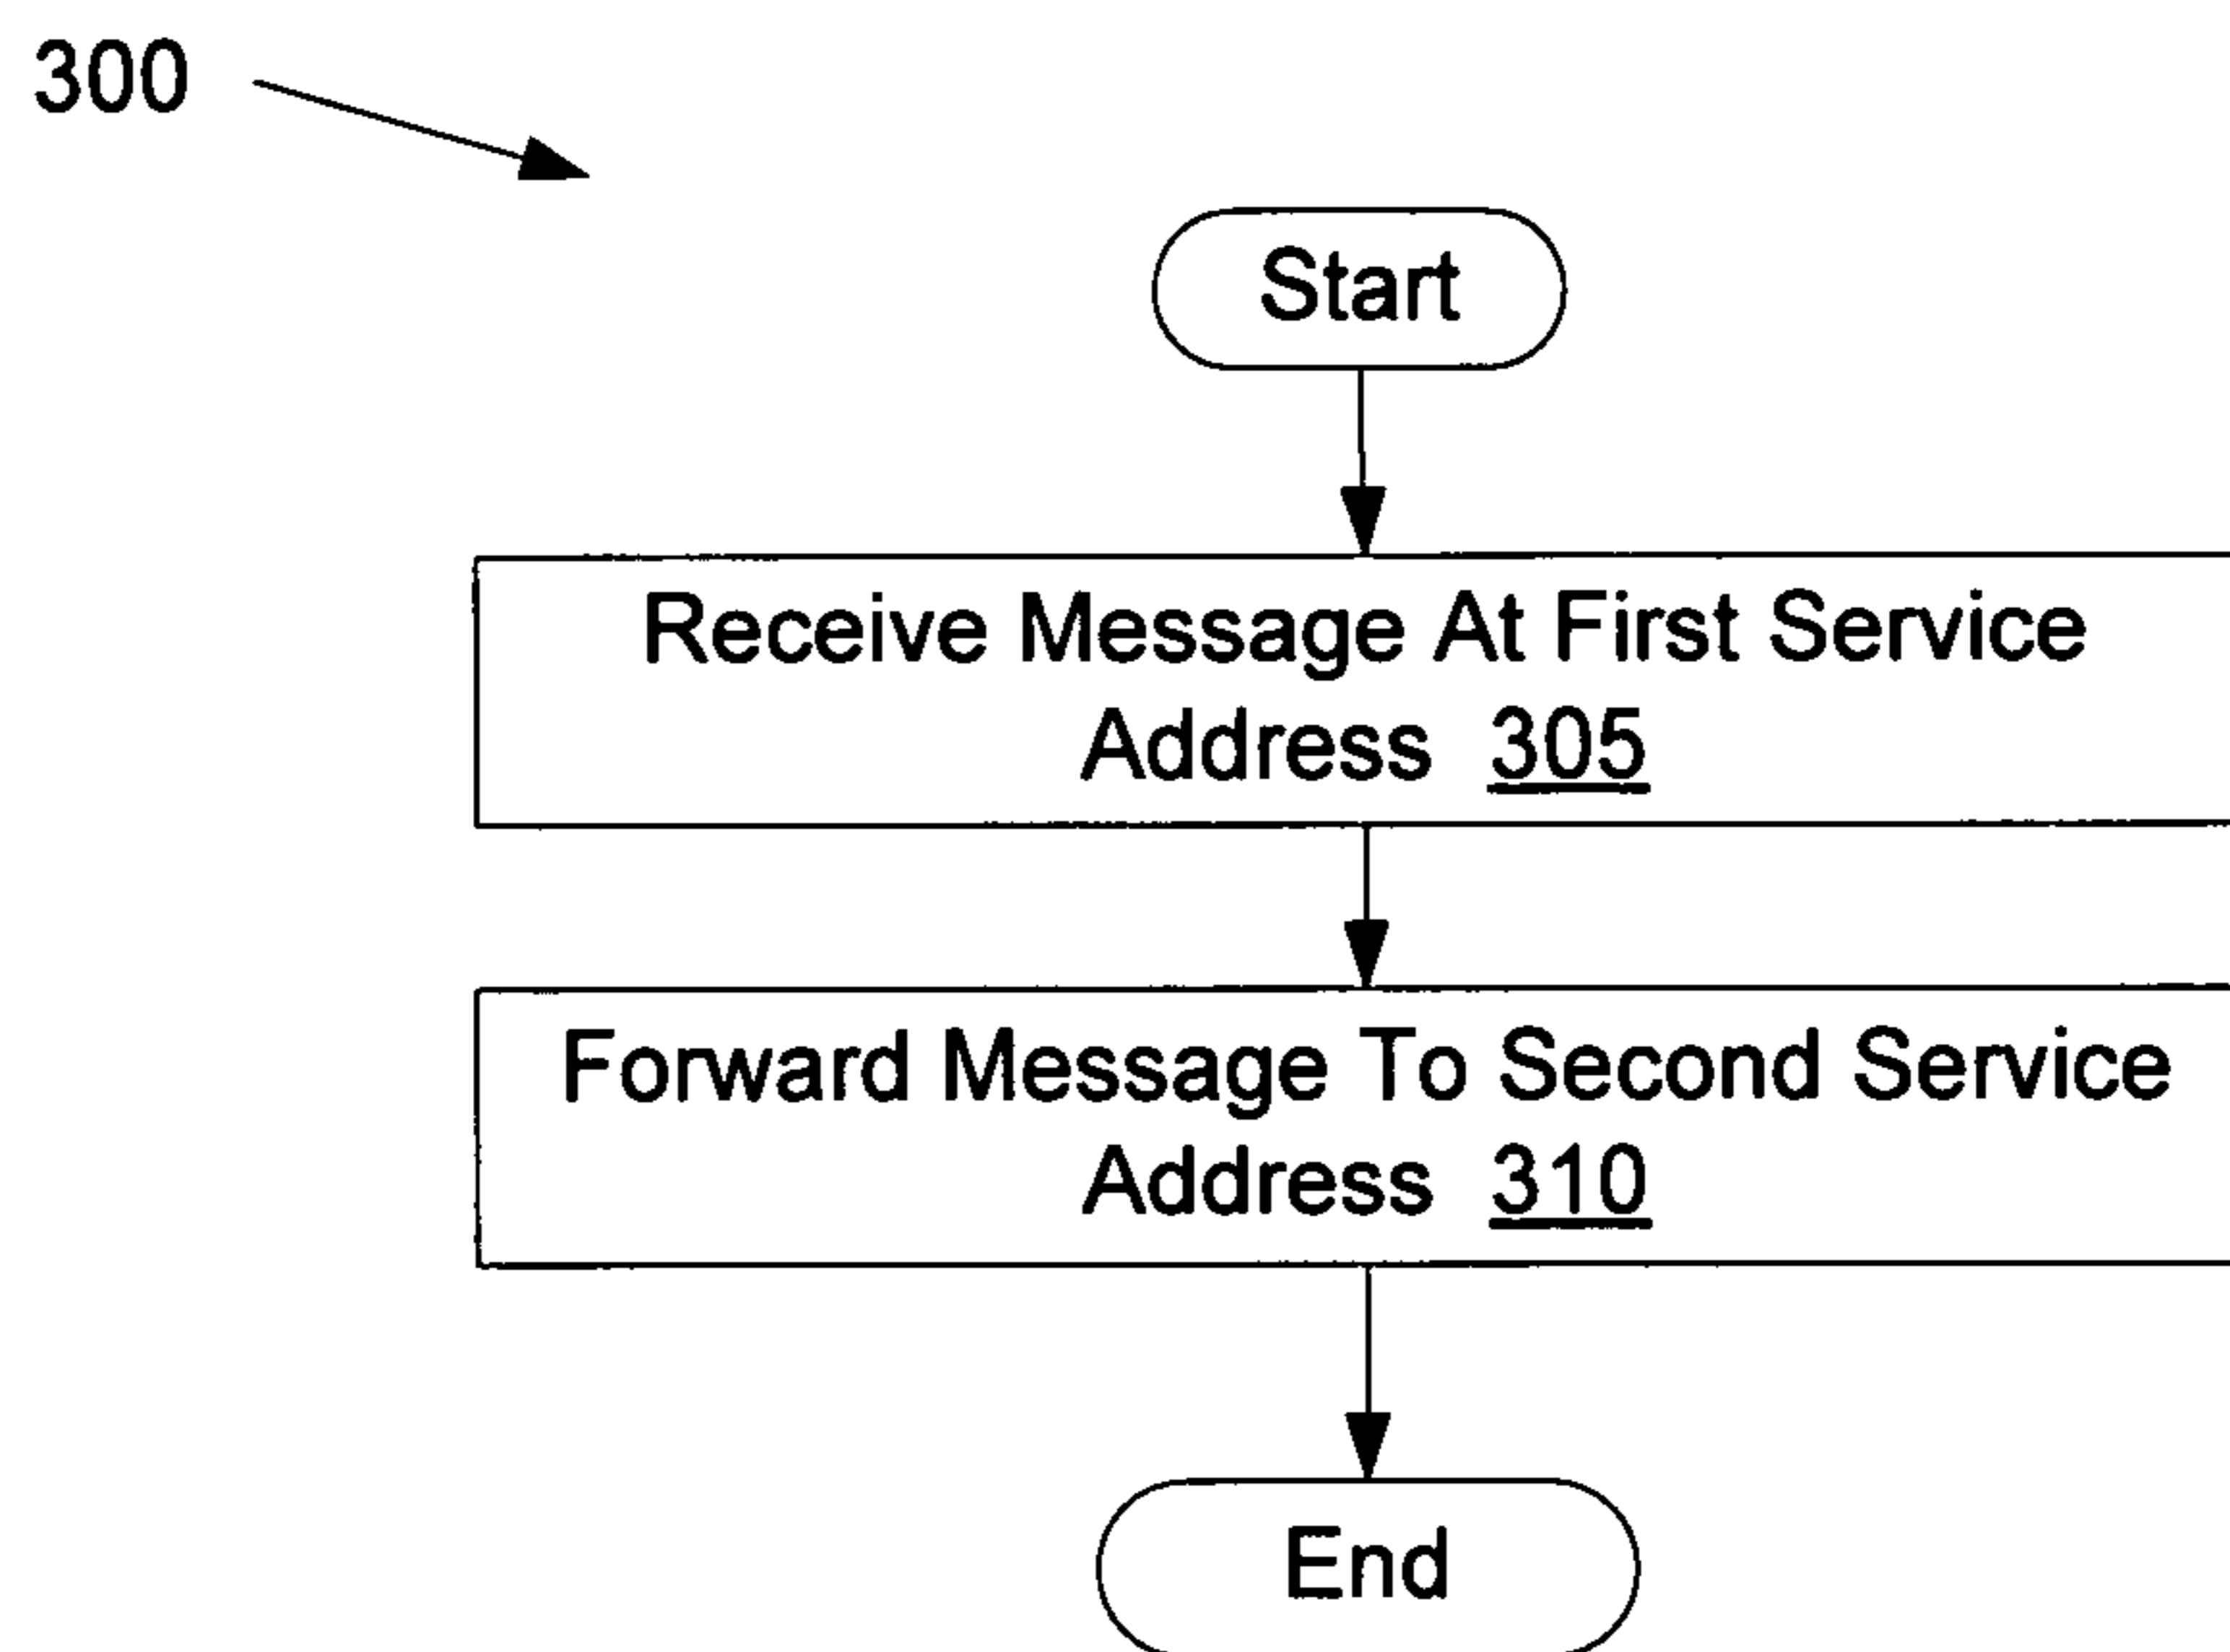 300
Start
Receive Message At First Service
Address 305
Forward Message To Second Service
Address 310
End